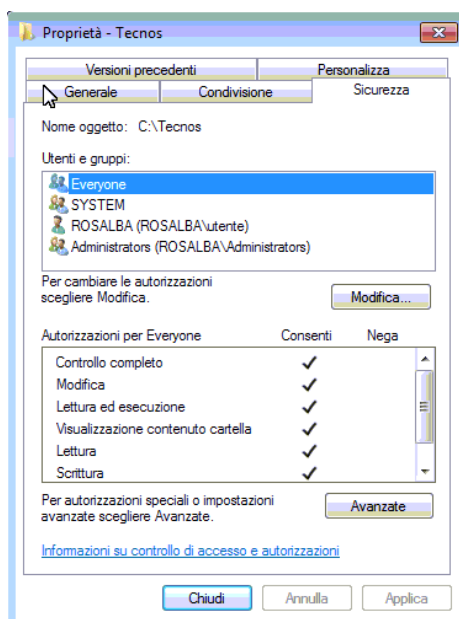 Proprietà - Tecnos
Versioni precedenti
Personalizza
Generale
Condivisione
Sicurezza
Nome oggetto: C:\Tecnos
Utenti e gruppi:
Everyone
SYSTEM
ROSALBA (ROSALBA\utente)
Administrators (ROSALBA\Administrators)
Per cambiare le autorizzazioni
scegliere Modifica.
Modifica...
Autorizzazioni per Everyone Consenti Nega
Controllo completo
Modifica
Lettura ed esecuzione
Visualizzazione contenuto cartella
Lettura
Scrittura
Per autorizzazioni speciali o impostazioni
avanzate scegliere Avanzate.
Avanzate
Informazioni su controllo di accesso e autorizzazioni
Chiudi
Annulla
Applica